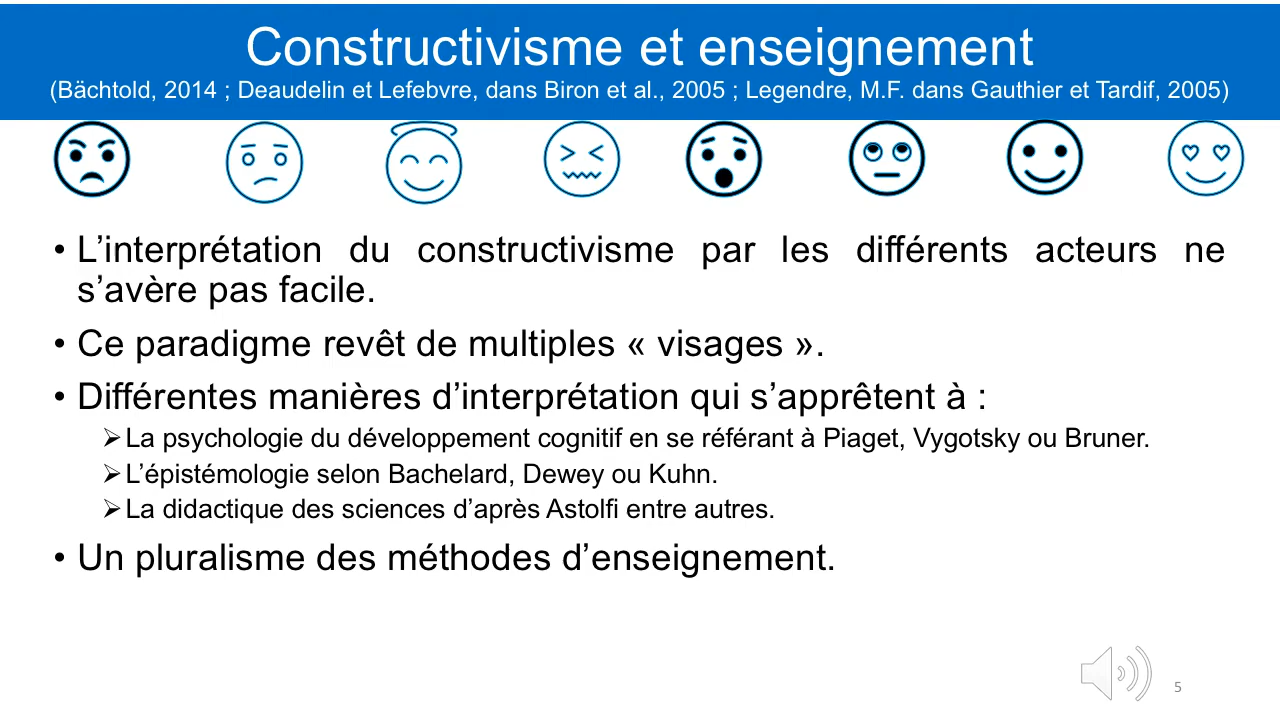 Constructivisme et enseignement
(Bächtold, 2014 ; Deaudelin et Lefebvre, dans Biron et al., 2005 ; Legendre, M.F. dans Gauthier et Tardif, 2005)
• L’interprétation du constructivisme par les différents acteurs ne
s’avère pas facile.
• Ce paradigme revêt de multiples « visages ».
• Différentes manières d’interprétation qui s’apprêtent à :
➢ La psychologie du développement cognitif en se référant à Piaget, Vygotsky ou Bruner.
➢ L’épistémologie selon Bachelard, Dewey ou Kuhn.
➢ La didactique des sciences d’après Astolfi entre autres.
• Un pluralisme des méthodes d’enseignement.
5